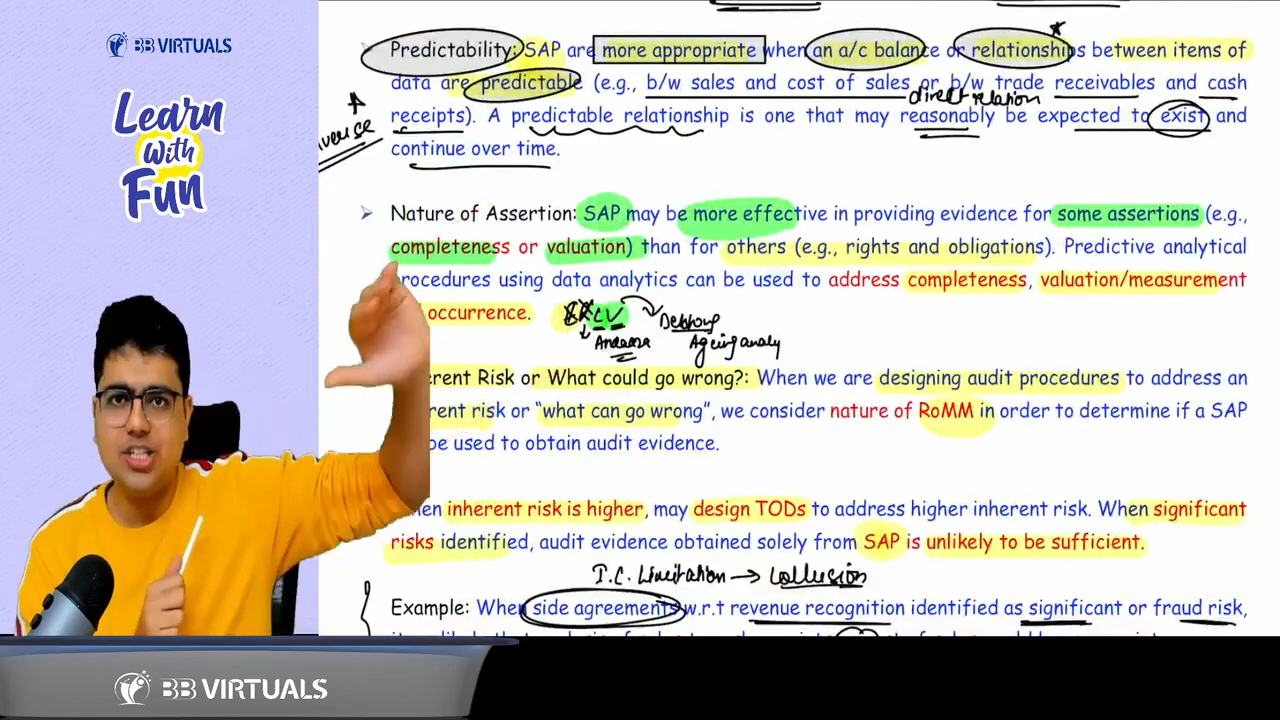 BB VIRTUALS
Learn
With
Fun
Predictability: SAP are more appropriate when an a/c balance or relationships between items of
data are predictable (e.g., b/w sales and cost of sales or b/w trade receivables and cash
direct relation
receipts). A predictable relationship is one that may reasonably be expected to exist and
continue over time.
Nature of Assertion: SAP may be more effective in providing evidence for some assertions (e.g.,
completeness or valuation) than for others (e.g., rights and obligations). Predictive analytical
procedures using data analytics can be used to address completeness, valuation/measurement
occurrence.
CV
Ageing analy
erent Risk or What could go wrong?: When we are designing audit procedures to address an
rent risk or "what can go wrong", we consider nature of RoMM in order to determine if a SAP
be used to obtain audit evidence.
en inherent risk is higher, may design TODs to address higher inherent risk. When significant
risks identified, audit evidence obtained solely from SAP is unlikely to be sufficient.
I.C. Limitation → Collusion
Example: When side agreements w.r.t revenue recognition identified as significant or fraud risk,
BB VIRTUALS